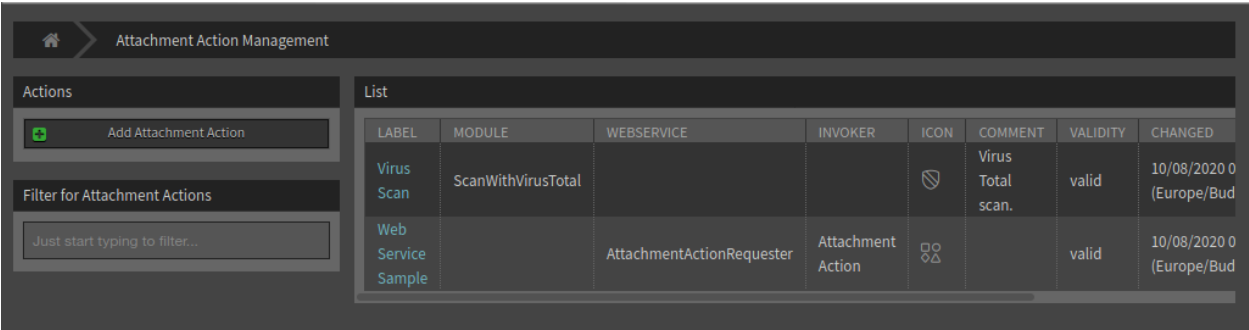 Attachment Action Management
Actions
Add Attachment Action
Filter for Attachment Actions
Just start typing to filter...
List
LABEL MODULE WEBSERVICE INVOKER ICON COMMENT VALIDITY CHANGED
Virus Scan ScanWithVirusTotal Virus Total scan. valid 10/08/2020 0 (Europe/Bud
Web Service Sample AttachmentActionRequester Attachment Action valid 10/08/2020 0 (Europe/Bud